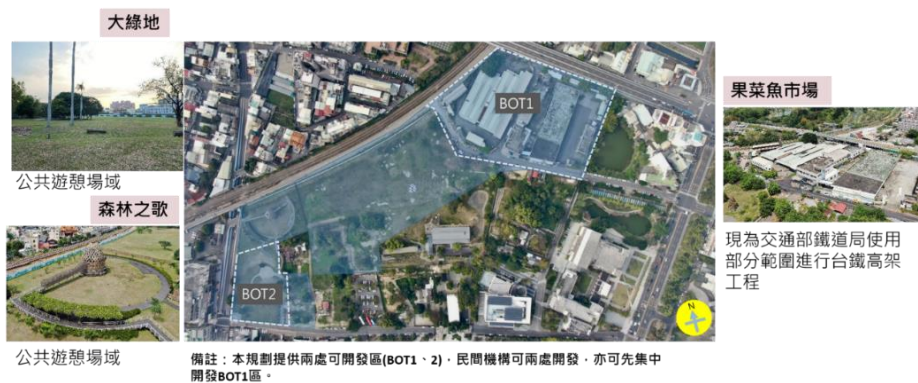 大綠地
公共遊憩場域
森林之歌
公共遊憩場域
BOT1
BOT2
N
果菜魚市場
現為交通部鐵道局使用
部分範圍進行台鐵高架
工程
備註：本規劃提供兩處可開發區(BOT1、2)，民間機構可兩處開發，亦可先集中
開發BOT1區。